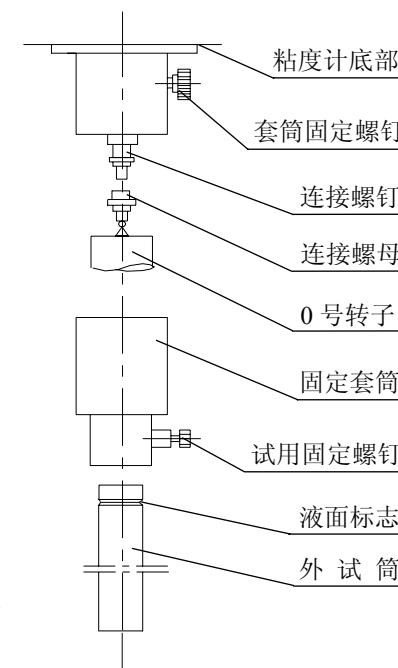 粘度计底部
套筒固定螺钉
连接螺钉
连接螺母
0 号转子
固定套筒
试用固定螺钉
液面标志
外 试 筒